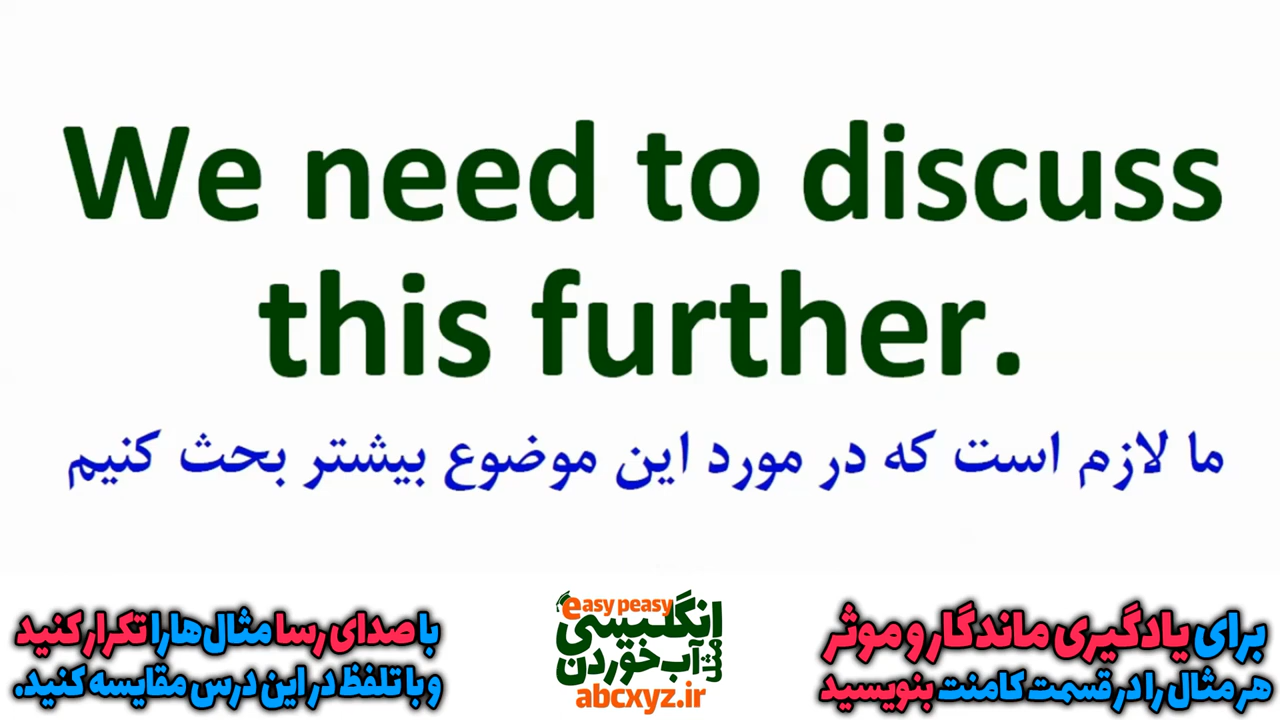 We need to discuss
this further.
ما لازم است که در مورد این موضوع بیشتر بحث کنیم
برای یادگیری ماندگار و موثر
هر مثال را در قسمت کامنت بنویسید
easy peasy
انگلیسی
مثل
آب خوردن
abcxyz.ir
با صدای رسا مثال‌ها را تکرار کنید
و با تلفظ در این درس مقایسه کنید.